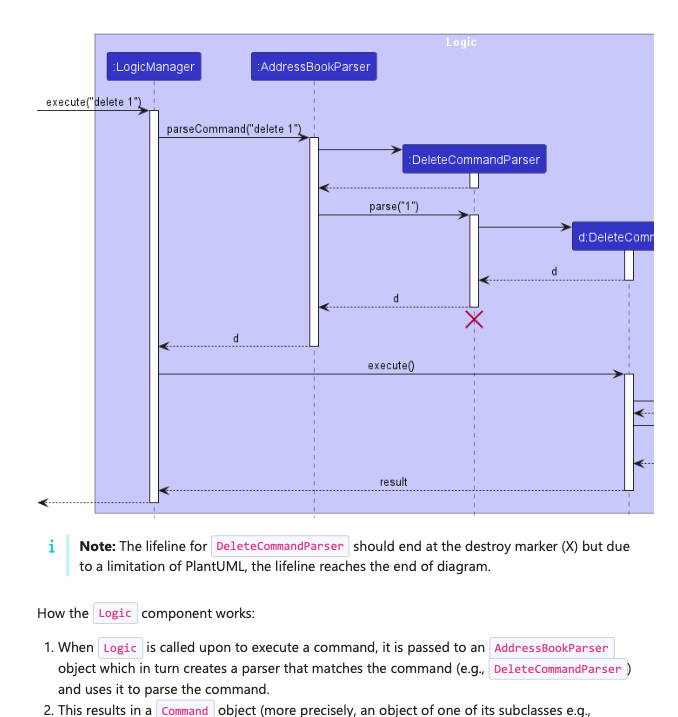 Logic
:LogicManager
:AddressBookParser
execute("delete 1")
parseCommand("delete 1")
:DeleteCommandParser
parse("1")
d:DeleteComm
d
d
d
execute()
result
i
Note: The lifeline for DeleteCommandParser should end at the destroy marker (X) but due
to a limitation of PlantUML, the lifeline reaches the end of diagram.
How the Logic component works:
1. When Logic is called upon to execute a command, it is passed to an AddressBookParser
object which in turn creates a parser that matches the command (e.g., DeleteCommandParser)
and uses it to parse the command.
2. This results in a Command object (more precisely, an object of one of its subclasses e.g.,